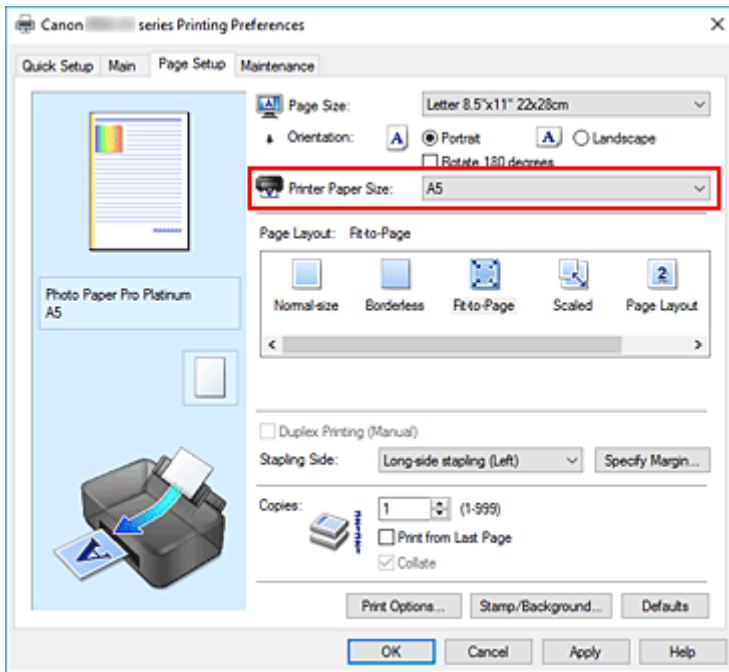 Canon series Printing Preferences
Quick Setup Main Page Setup Maintenance
Page Size: Letter 8.5"x11" 22x28cm
Orientation: A Portrait A Landscape
Rotate 180 degrees
Printer Paper Size: A5
Page Layout: Fit-to-Page
2
Normal-size Borderless Fit-to-Page Scaled Page Layout
Photo Paper Pro Platinum
A5
Duplex Printing (Manual)
Stapling Side: Long-side stapling (Left) Specify Margin...
Copies: 1 (1-999)
Print from Last Page
Collate
A
Print Options... Stamp/Background... Defaults
OK Cancel Apply Help